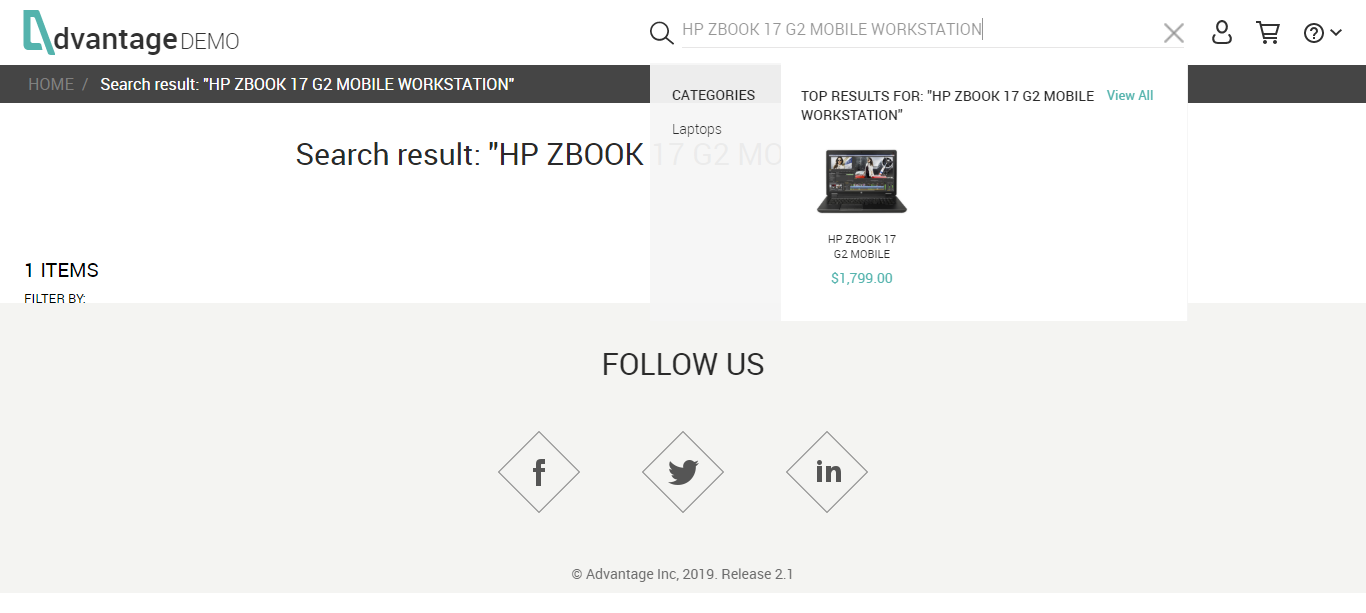 dvantage DEMO
HP ZBOOK 17 G2 MOBILE WORKSTATION
HOME / Search result: "HP ZBOOK 17 G2 MOBILE WORKSTATION"
CATEGORIES
Laptops
TOP RESULTS FOR: "HP ZBOOK 17 G2 MOBILE
WORKSTATION"
View All
HP ZBOOK 17
G2 MOBILE
$1,799.00
Search result: "HP ZBOOK 17 G2 MO
1 ITEMS
FILTER BY:
FOLLOW US
f
in
© Advantage Inc, 2019. Release 2.1